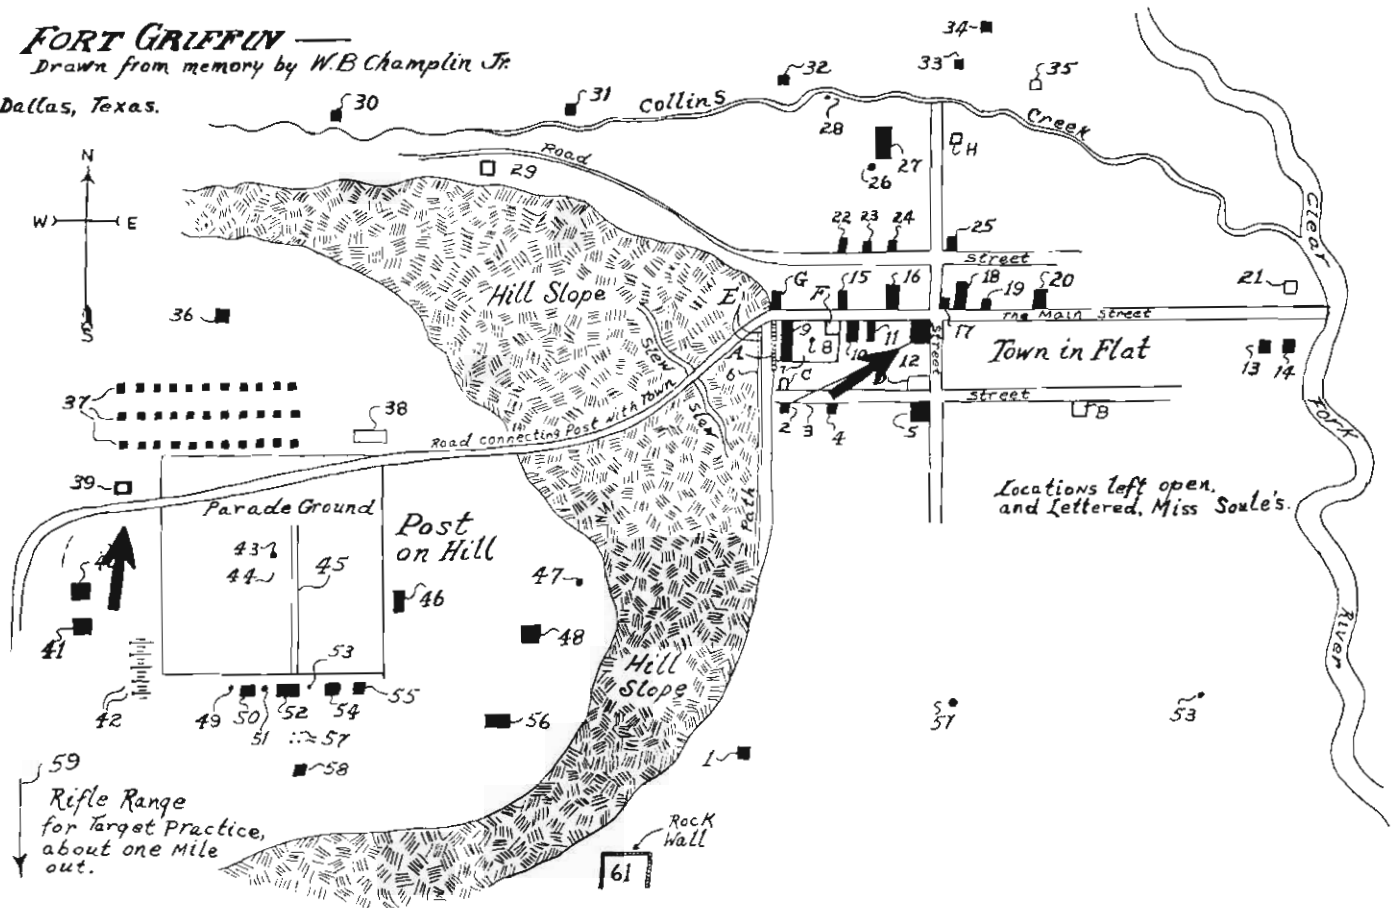 FORT GRIFFIN —
Drawn from memory by W.B Champlin Jr.
Dallas, Texas.
N
W E
S
30
31
Collins
32
33
34
35
28
Creek
Road
29
27
26
H
22 23 24 25
Street
Clear
Hill Slope
E
G
F
15
16
18
19
20
21
17
The Main Street
9
8
10
11
12
Street
Town in Flat
13 14
A
6
7
C
D
Street
2 3 4 5
B
36
Slew
Slew
37
38
Road connecting Post with Town
39
Parade Ground
Post
on Hill
Path
Fork
Locations left open,
and Lettered, Miss Soule's.
43
44
45
46
47
48
41
42
53
49 50 51 52 54 55
57
58
56
Hill
Slope
River
1
57
53
59
Rifle Range
for Target Practice,
about one Mile
out.
Rock
Wall
61